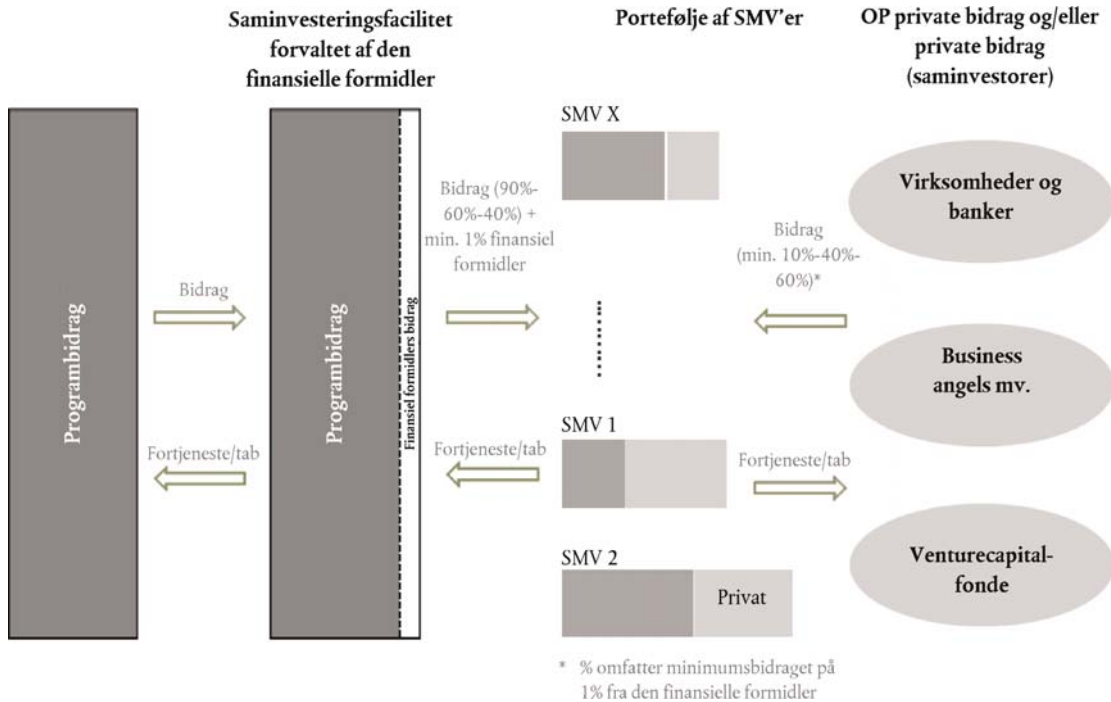 Saminvesteringsfacilitet
forvaltet af den
finansielle formidler
Portefølje af SMV'er
OP private bidrag og/eller
private bidrag
(saminvestorer)
Programbidrag
Bidrag
Fortjeneste/tab
Programbidrag
Finansiel formidlers bidrag
Bidrag (90%-
60%-40%) +
min. 1% finansiel
formidler
Fortjeneste/tab
SMV X
SMV 1
SMV 2
Privat
Bidrag
(min. 10%-40%-
60%)*
Fortjeneste/tab
Virksomheder og
banker
Business
angels mv.
Venturecapital-
fonde
* % omfatter minimumsbidraget på
1% fra den finansielle formidler